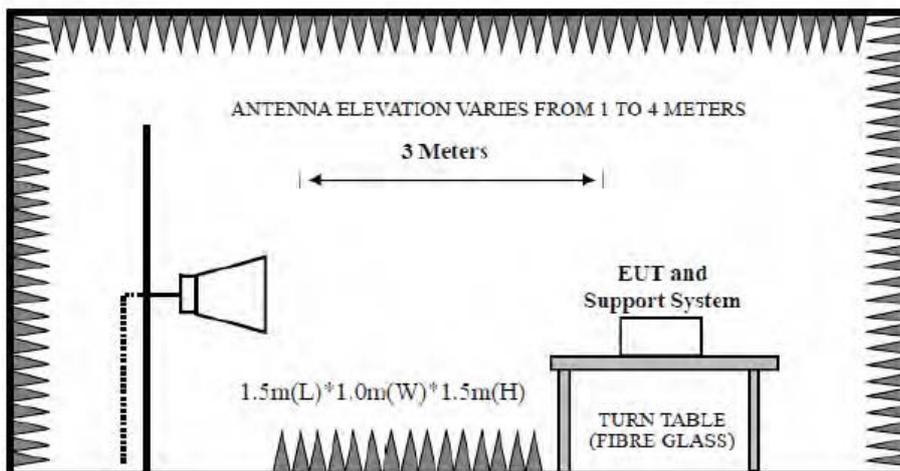 ANTENNA ELEVATION VARIES FROM 1 TO 4 METERS
3 Meters
EUT and
Support System
1.5m(L)*1.0m(W)*1.5m(H)
TURN TABLE
(FIBRE GLASS)